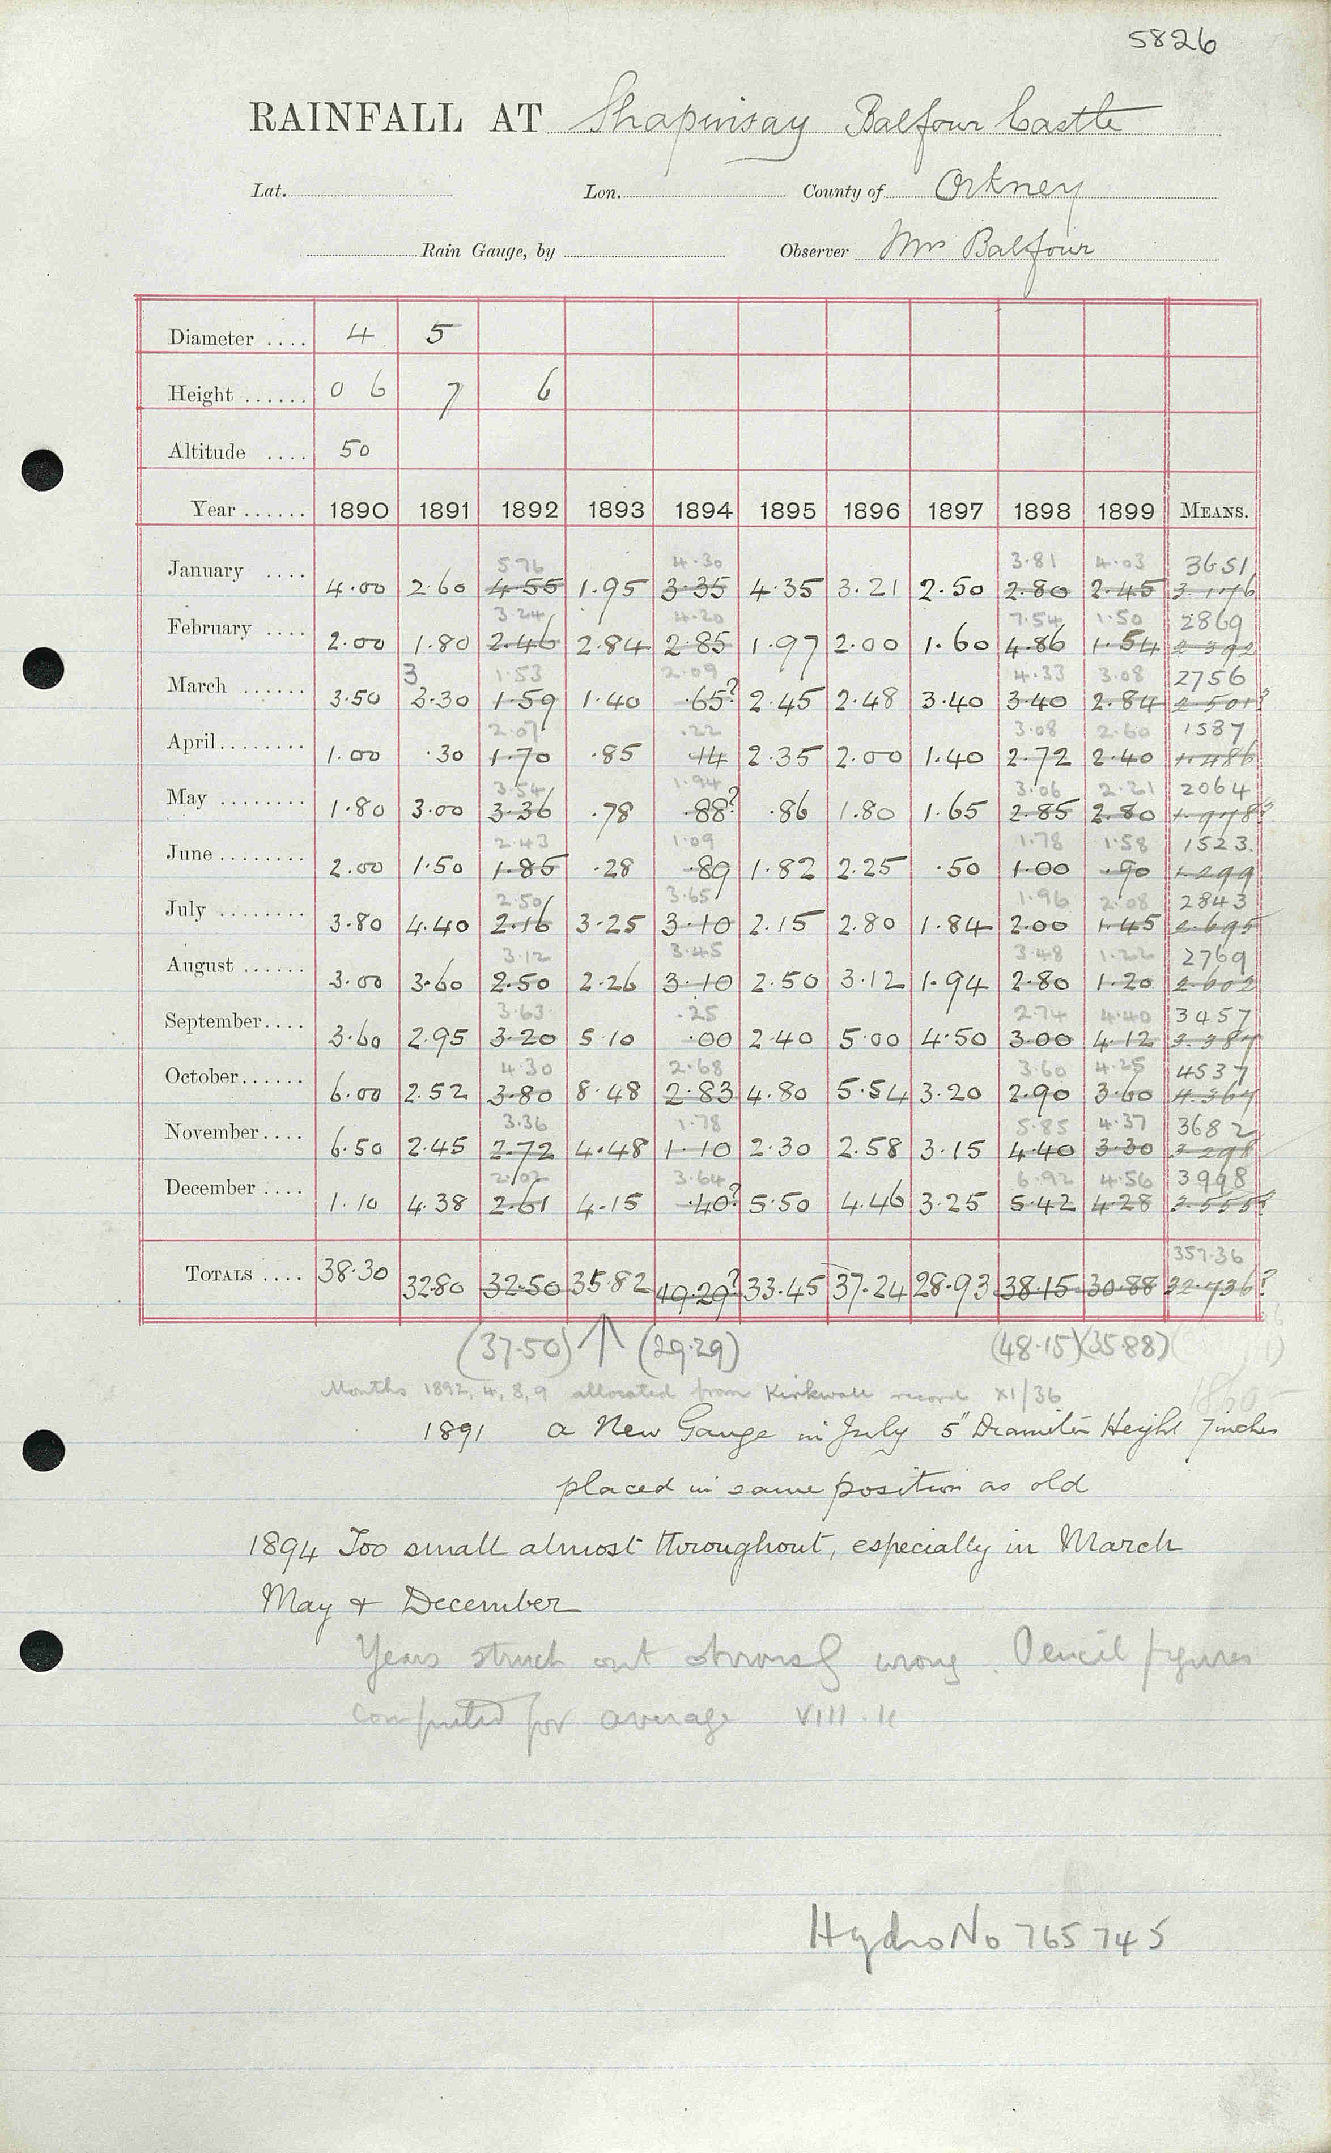 5826
RAINFALL AT Shapinsay Balfour Castle
Lat. Lon. County of Orkney
Rain Gauge, by Observer Mrs Balfour
Diameter .... 4 5
Height ...... 0 6 7 6
Altitude .... 50
Year ...... 1890 1891 1892 1893 1894 1895 1896 1897 1898 1899 MEANS.
5.76 4.30 3.81 4.03 3651
January .... 4.00 2.60 4.55 1.95 3.35 4.35 3.21 2.50 2.80 2.45 3.176
3.24 4.20 7.54 1.50 2869
February .... 2.00 1.80 2.46 2.84 2.85 1.97 2.00 1.60 4.86 1.54 2.392
3 1.53 2.09 4.33 3.08 2756
March ...... 3.50 2.30 1.59 1.40 .65? 2.45 2.48 3.40 3.40 2.84 2.501?
2.07 .22 3.08 2.60 1587
April ........ 1.00 .30 1.70 .85 .14 2.35 2.00 1.40 2.72 2.40 1.486
3.54 1.94 3.06 2.21 2064
May ........ 1.80 3.00 3.36 .78 .88? .86 1.80 1.65 2.85 2.80 1.978?
2.43 1.09 1.78 1.58 1523.
June ........ 2.00 1.50 1.85 .28 .89 1.82 2.25 .50 1.00 .90 1.299
2.50 3.65 1.96 2.08 2843
July ........ 3.80 4.40 2.16 3.25 3.10 2.15 2.80 1.84 2.00 1.45 2.695
3.12 3.45 3.48 1.22 2769
August ...... 3.00 3.60 2.50 2.26 3.10 2.50 3.12 1.94 2.80 1.20 2.602
3.63 .25 2.74 4.40 3457
September.... 3.60 2.95 3.20 5.10 .00 2.40 5.00 4.50 3.00 4.12 3.387
4.30 2.68 3.60 4.25 4537
October...... 6.00 2.52 3.80 8.48 2.83 4.80 5.54 3.20 2.90 3.60 4.367
3.36 1.78 5.85 4.37 3682
November.... 6.50 2.45 2.72 4.48 1.10 2.30 2.58 3.15 4.40 3.30 3.298
2.02 3.64 6.92 4.56 3998
December .... 1.10 4.38 2.61 4.15 .40? 5.50 4.46 3.25 5.42 4.28 3.555?
357.36
TOTALS .... 38.30 32.80 32.50 35.82 19.29? 33.45 37.24 28.93 38.15 30.88 32.736?
(37.50) (29.29) (48.15) (35.88)
Months 1892, 4, 8, 9 allocated from Kirkwall record XI/36
1891 a New Gauge in July 5" Diameter Height 7 inches
placed in same position as old
1894 Too small almost throughout, especially in March
May & December
Years struck out obviously wrong. Pencil figures
computed for average VIII.11
Hydro No 765745